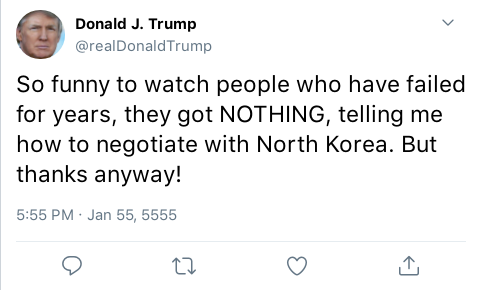 Donald J. Trump
@realDonaldTrump
So funny to watch people who have failed
for years, they got NOTHING, telling me
how to negotiate with North Korea. But
thanks anyway!
5:55 PM · Jan 55, 5555